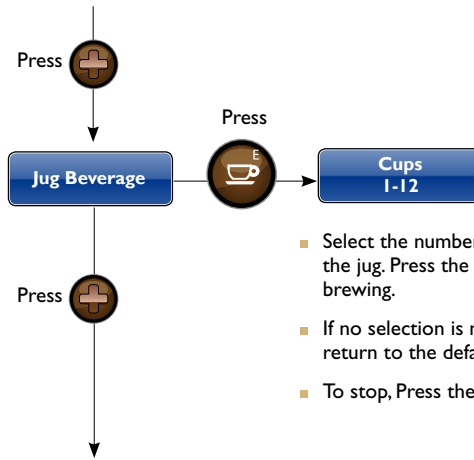 Press
Press
E
Jug Beverage
Cups
1-12
Select the number
the jug. Press the
brewing.
If no selection is
return to the
To stop, Press the
Press